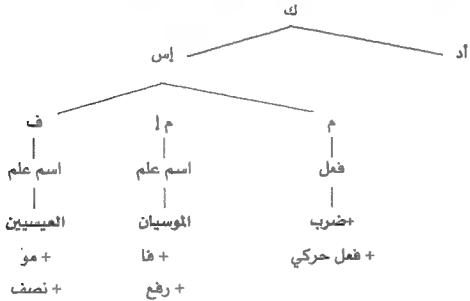 ك
أد إس
م م إ ف
فعل اسم علم اسم علم
+ضرب الموسيان العيسيين
+ فعل حركي + فا + مو
+ رفع + نصف